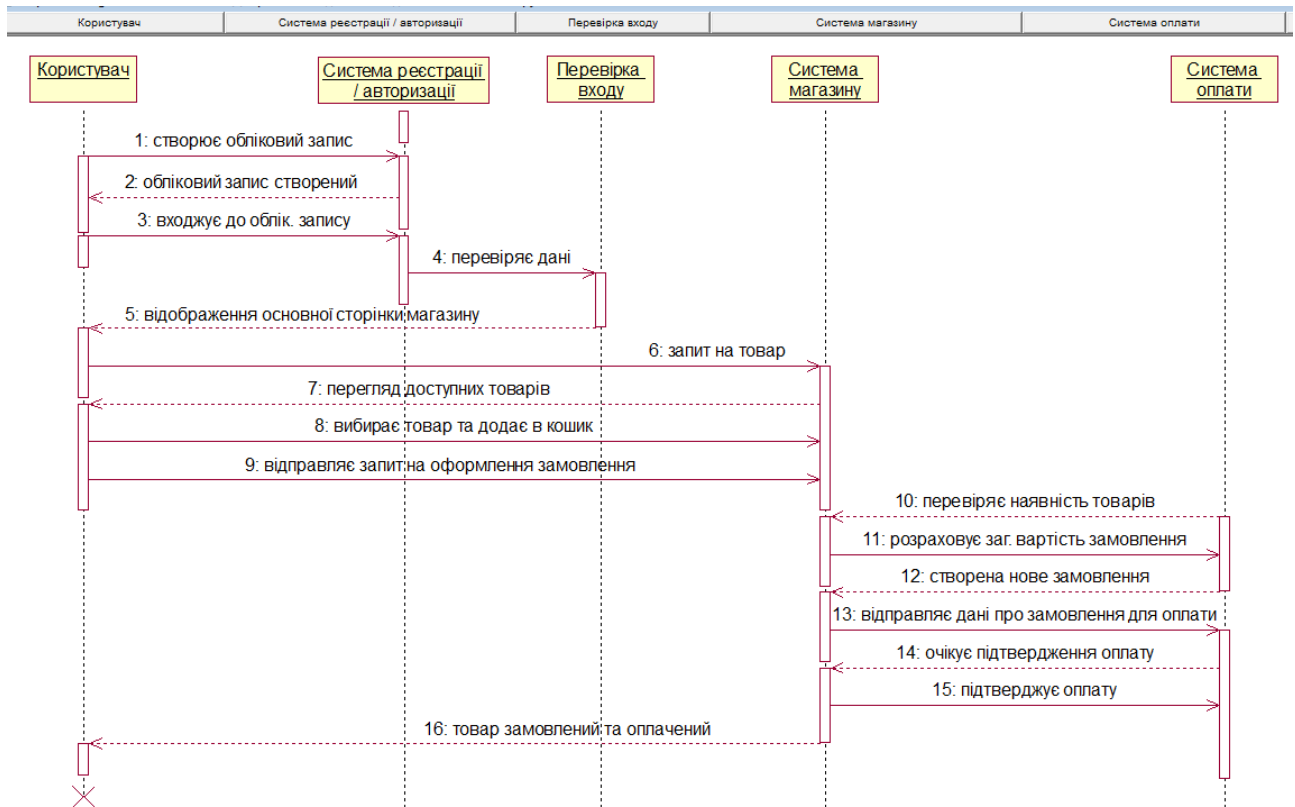 Користувач
Система реєстрації / авторизації
Перевірка входу
Система магазину
Система оплати
Користувач
Система реєстрації
/ авторизації
Перевірка
входу
Система
магазину
Система
оплати
1: створює обліковий запис
2: обліковий запис створений
3: входжує до облік. запису
4: перевіряє дані
5: відображення основної сторінки магазину
6: запит на товар
7: перегляд доступних товарів
8: вибирає товар та додає в кошик
9: відправляє запит на оформлення замовлення
10: перевіряє наявність товарів
11: розраховує заг. вартість замовлення
12: створена нове замовлення
13: відправляє дані про замовлення для оплати
14: очікує підтвердження оплату
15: підтверджує оплату
16: товар замовлений та оплачений